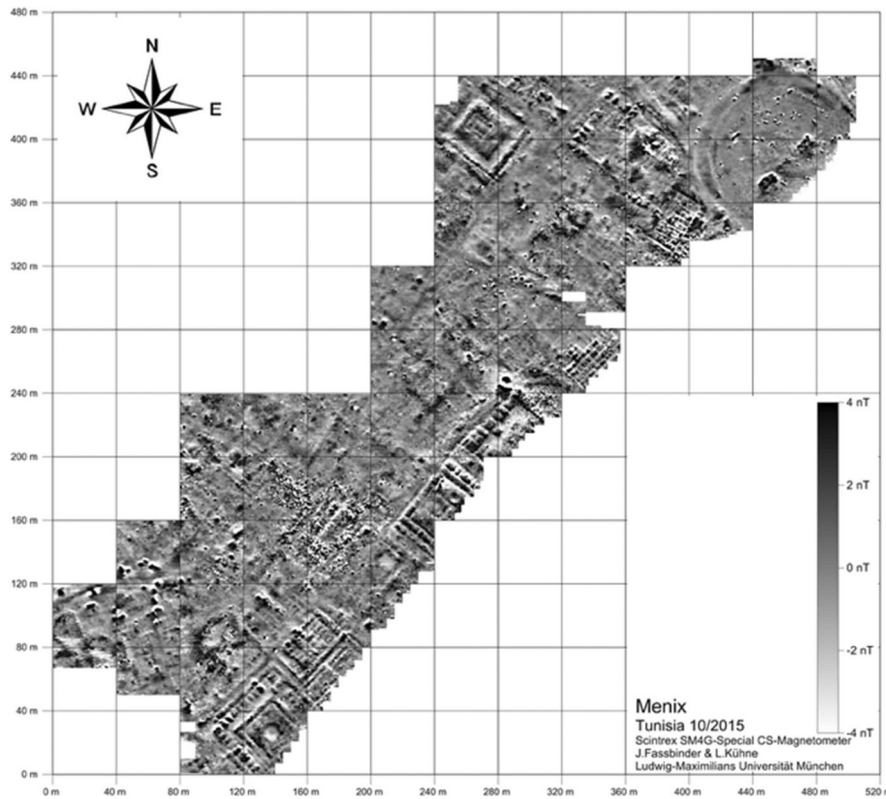 480 m
N
440 m
W E
400 m
S
360 m
320 m
280 m
240 m
4 nT
200 m
2 nT
160 m
0 nT
120 m
80 m
-2 nT
Menix
40 m
Tunisia 10/2015
-4 nT
Scintrex SM4G-Special CS-Magnetometer
J.Fassbinder & L.Kühne
Ludwig-Maximilians Universität München
0 m
0 m 40 m 80 m 120 m 160 m 200 m 240 m 280 m 320 m 360 m 400 m 440 m 480 m 520 m